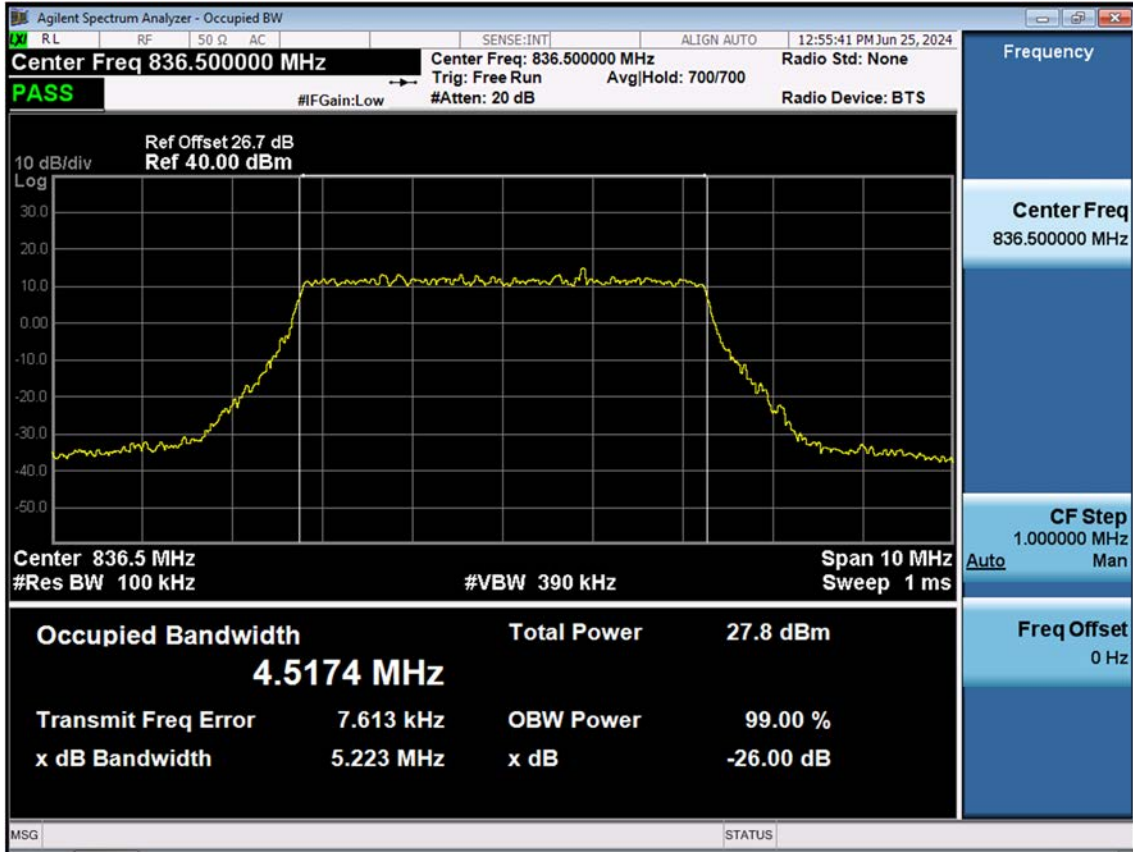 Agilent Spectrum Analyzer - Occupied BW
LXI RL RF 50 Ω AC SENSE:INT ALIGN AUTO 12:55:41 PM Jun 25, 2024
Center Freq 836.500000 MHz Center Freq: 836.500000 MHz Radio Std: None
Trig: Free Run Avg|Hold: 700/700
PASS #IFGain:Low #Atten: 20 dB Radio Device: BTS
Ref Offset 26.7 dB
10 dB/div Ref 40.00 dBm
Log
30.0
20.0
10.0
0.00
-10.0
-20.0
-30.0
-40.0
-50.0
Center 836.5 MHz Span 10 MHz
#Res BW 100 kHz #VBW 390 kHz Sweep 1 ms
Occupied Bandwidth Total Power 27.8 dBm
4.5174 MHz
Transmit Freq Error 7.613 kHz OBW Power 99.00 %
x dB Bandwidth 5.223 MHz x dB -26.00 dB
MSG STATUS
Frequency
Center Freq
836.500000 MHz
CF Step
1.000000 MHz
Auto Man
Freq Offset
0 Hz